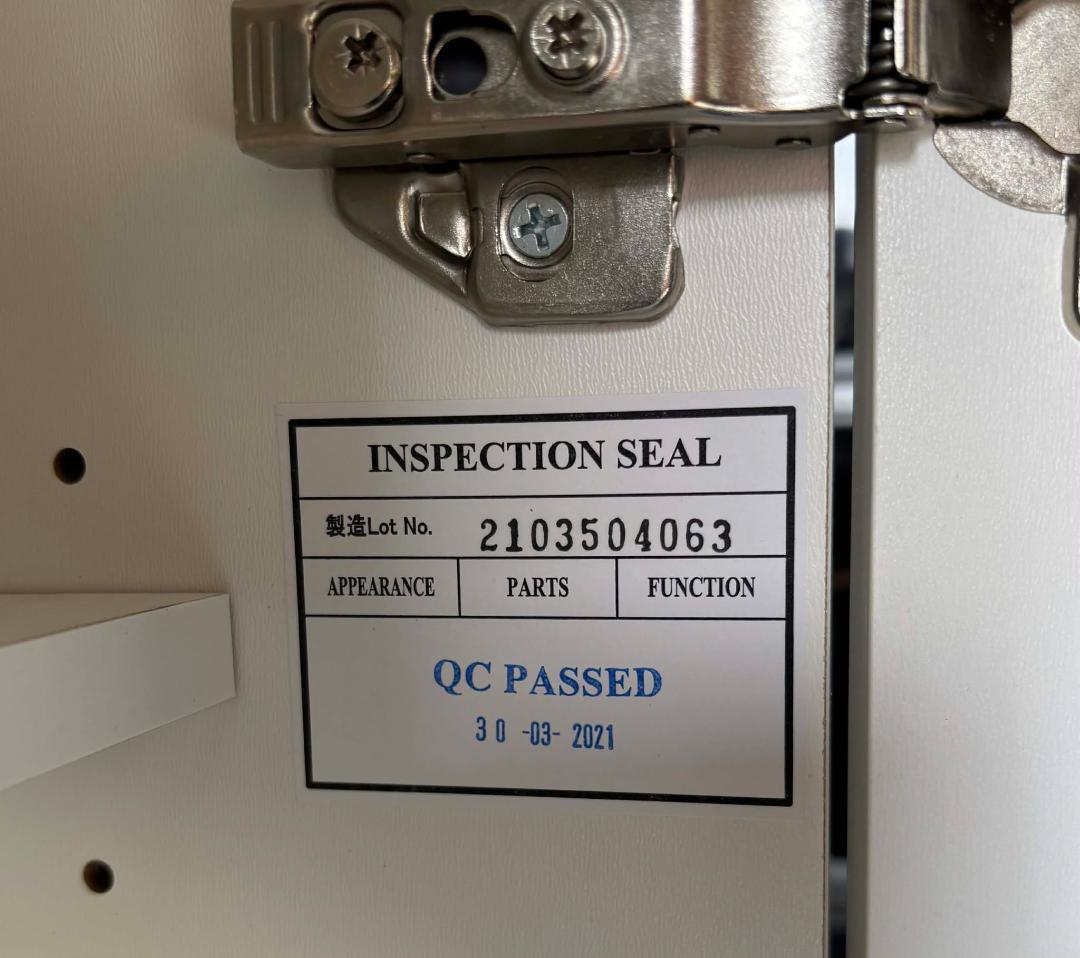 INSPECTION SEAL
製造Lot No. 2103504063
APPEARANCE PARTS FUNCTION
QC PASSED
30 -03- 2021